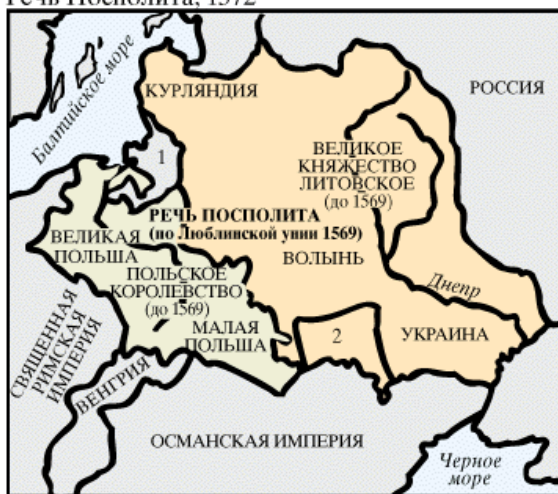 Речь Посполита, 1572
Балтийское море
КУРЛЯНДИЯ
РОССИЯ
1
ВЕЛИКОЕ
КНЯЖЕСТВО
ЛИТОВСКОЕ
(до 1569)
РЕЧЬ ПОСПОЛИТА
(по Люблинской унии 1569)
ВЕЛИКАЯ
ПОЛЬША
ВОЛЫНЬ
ПОЛЬСКОЕ
КОРОЛЕВСТВО
(до 1569)
Днепр
СВЯЩЕННАЯ
РИМСКАЯ
ИМПЕРИЯ
МАЛАЯ
ПОЛЬША
2
УКРАИНА
ВЕНГРИЯ
ОСМАНСКАЯ ИМПЕРИЯ
Черное
море